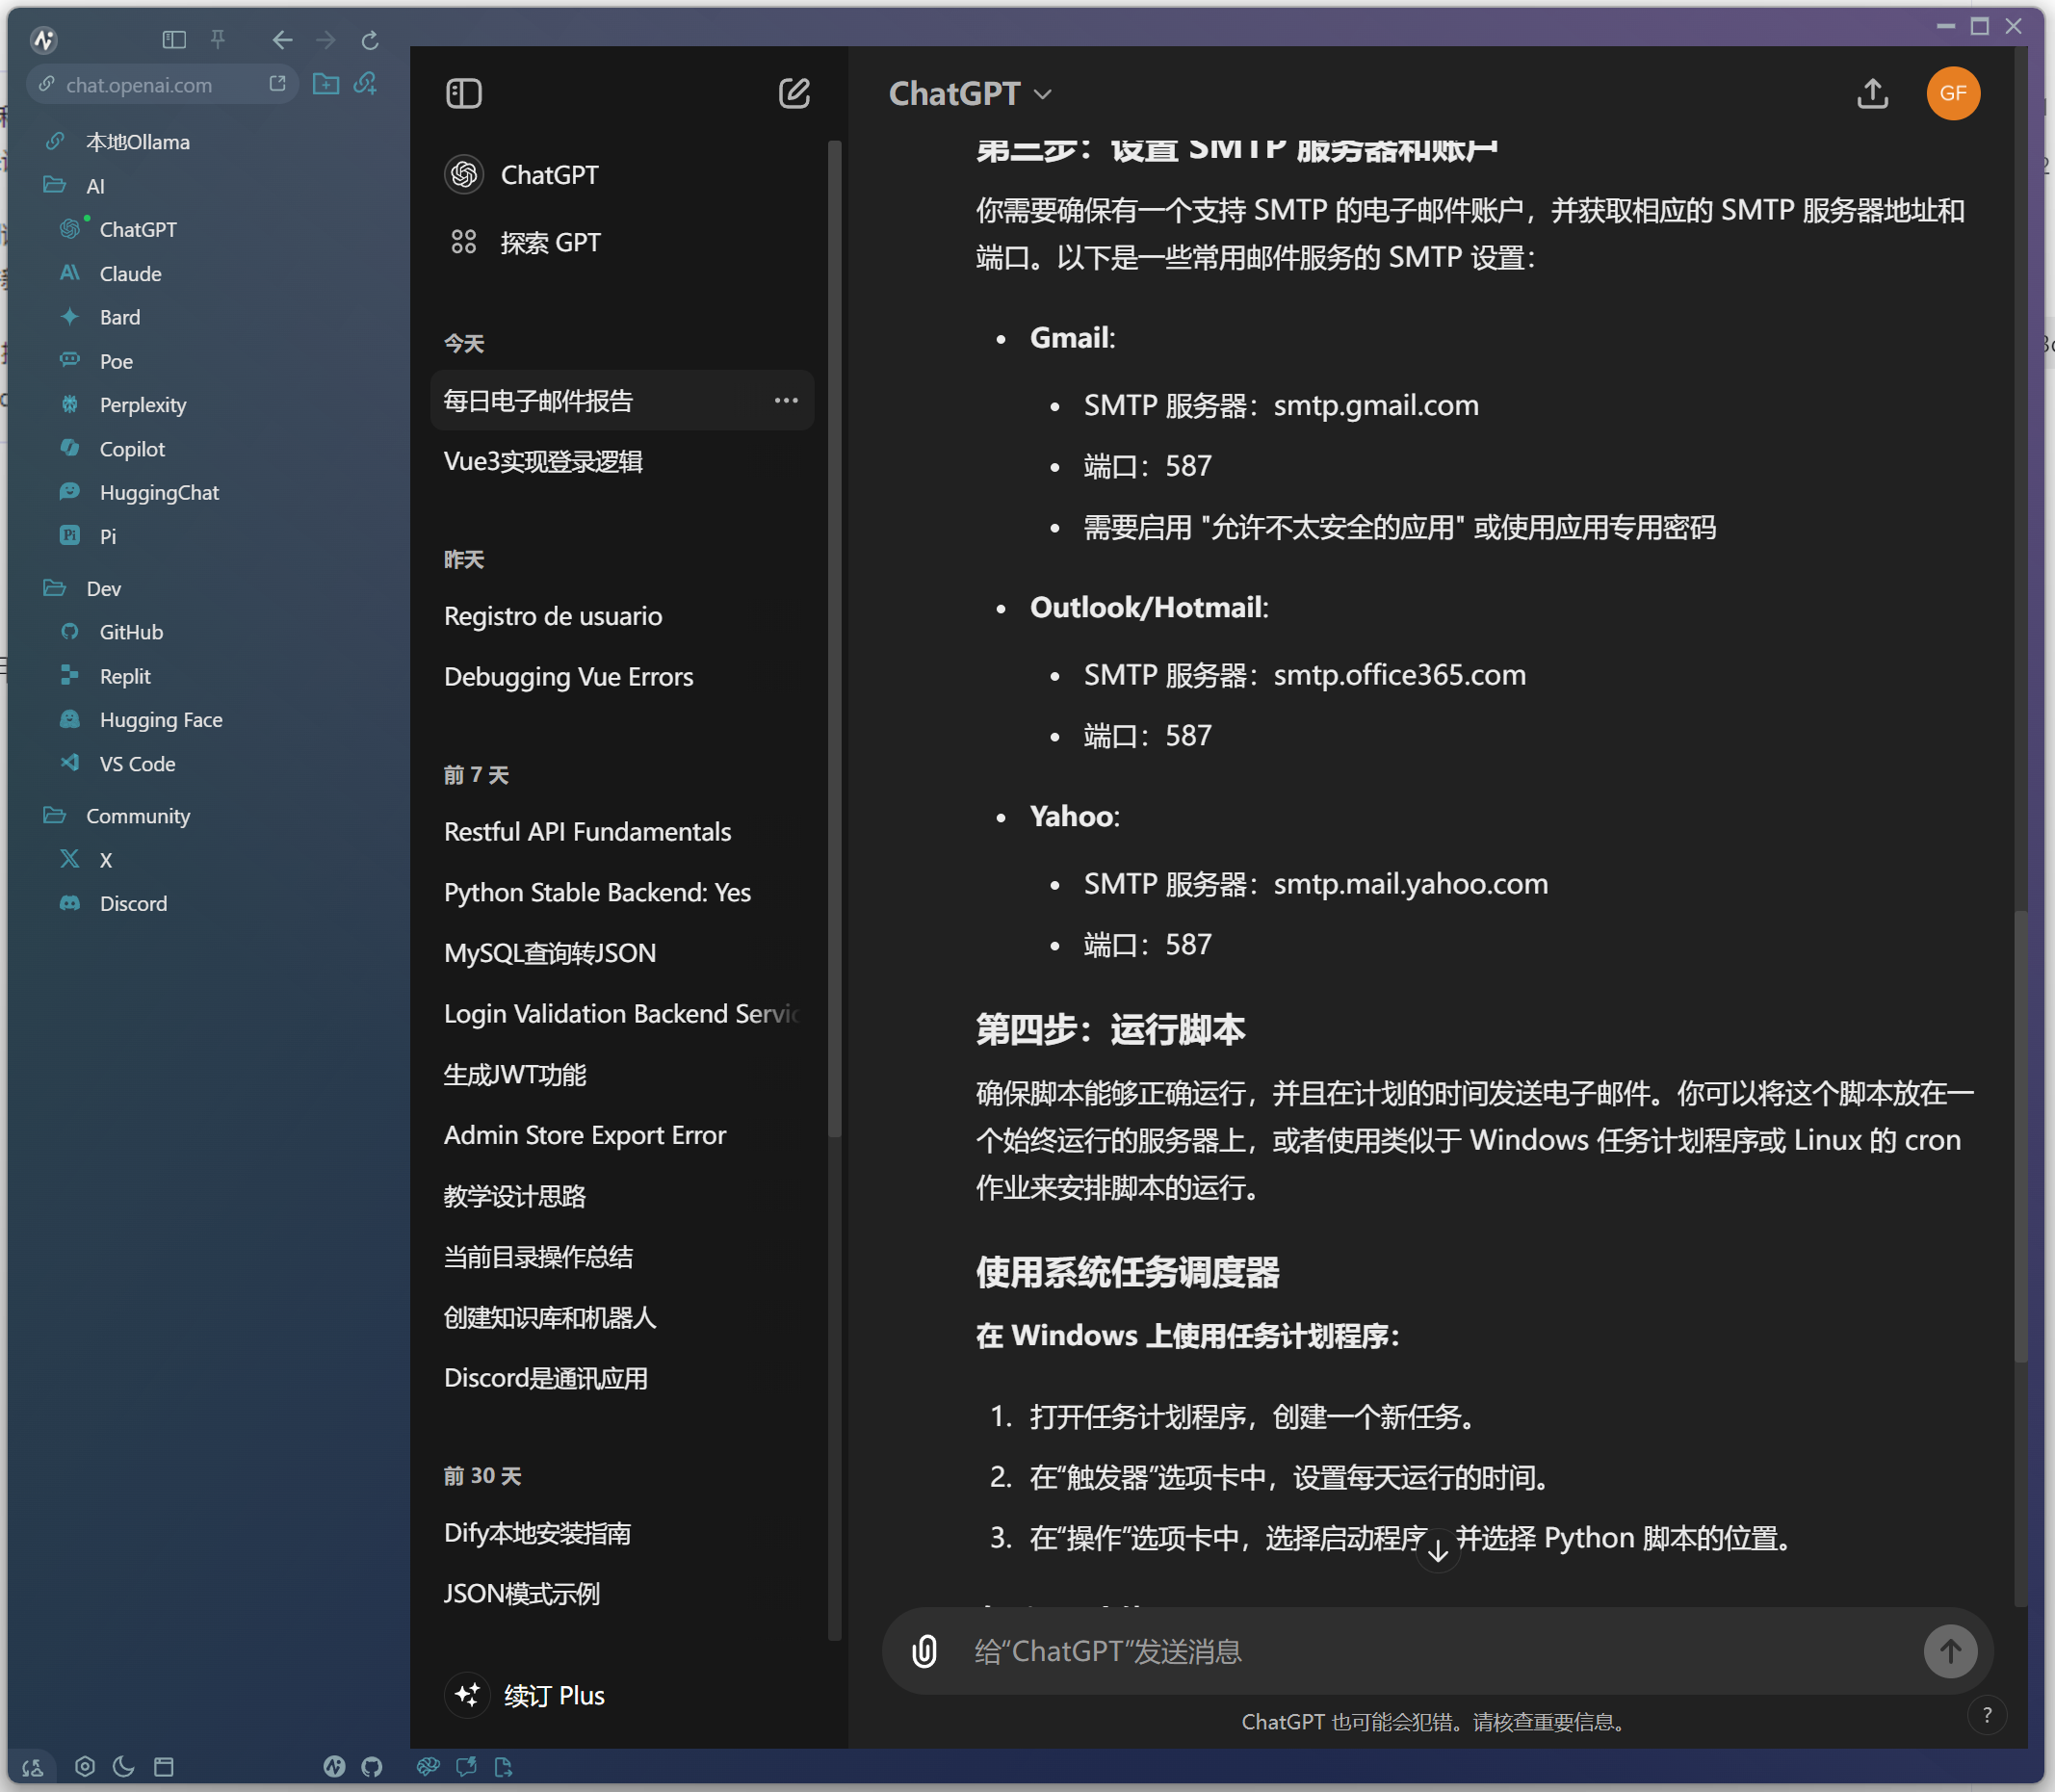 chat.openai.com
本地Ollama
AI
ChatGPT
Claude
Bard
Poe
Perplexity
Copilot
HuggingChat
Pi
Dev
GitHub
Replit
Hugging Face
VS Code
Community
X
Discord
ChatGPT
探索 GPT
今天
每日电子邮件报告
Vue3实现登录逻辑
昨天
Registro de usuario
Debugging Vue Errors
前 7 天
Restful API Fundamentals
Python Stable Backend: Yes
MySQL查询转JSON
Login Validation Backend Servic
生成JWT功能
Admin Store Export Error
教学设计思路
当前目录操作总结
创建知识库和机器人
Discord是通讯应用
前 30 天
Dify本地安装指南
JSON模式示例
续订 Plus
ChatGPT
GF
第三步：设置 SMTP 服务器和账户
你需要确保有一个支持 SMTP 的电子邮件账户，并获取相应的 SMTP 服务器地址和
端口。以下是一些常用邮件服务的 SMTP 设置：
• Gmail:
• SMTP 服务器：smtp.gmail.com
• 端口：587
• 需要启用 "允许不太安全的应用" 或使用应用专用密码
• Outlook/Hotmail:
• SMTP 服务器：smtp.office365.com
• 端口：587
• Yahoo:
• SMTP 服务器：smtp.mail.yahoo.com
• 端口：587
第四步：运行脚本
确保脚本能够正确运行，并且在计划的时间发送电子邮件。你可以将这个脚本放在一
个始终运行的服务器上，或者使用类似于 Windows 任务计划程序或 Linux 的 cron
作业来安排脚本的运行。
使用系统任务调度器
在 Windows 上使用任务计划程序：
1. 打开任务计划程序，创建一个新任务。
2. 在“触发器”选项卡中，设置每天运行的时间。
3. 在“操作”选项卡中，选择启动程序，并选择 Python 脚本的位置。
给“ChatGPT”发送消息
ChatGPT 也可能会犯错。请核查重要信息。
?